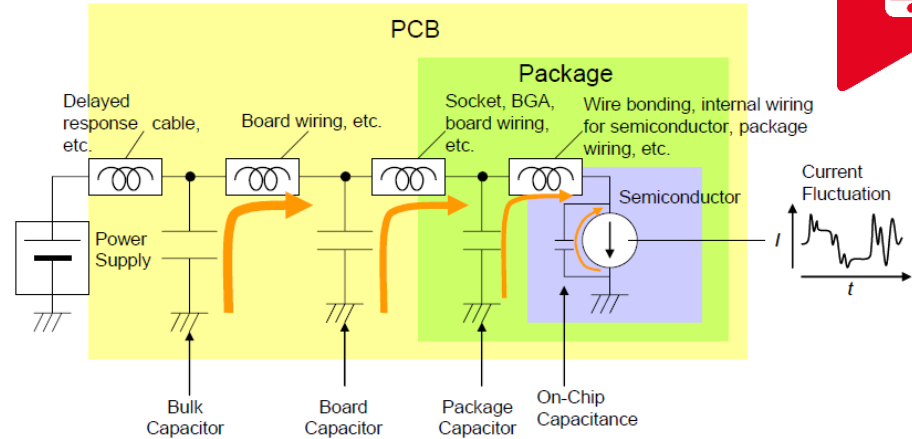 PCB
Package
Delayed
response cable,
etc.
Board wiring, etc.
Socket, BGA,
board wiring,
etc.
Wire bonding, internal wiring
for semiconductor, package
wiring, etc.
Power
Supply
Semiconductor
Current
Fluctuation
I
t
Bulk
Capacitor
Board
Capacitor
Package
Capacitor
On-Chip
Capacitance